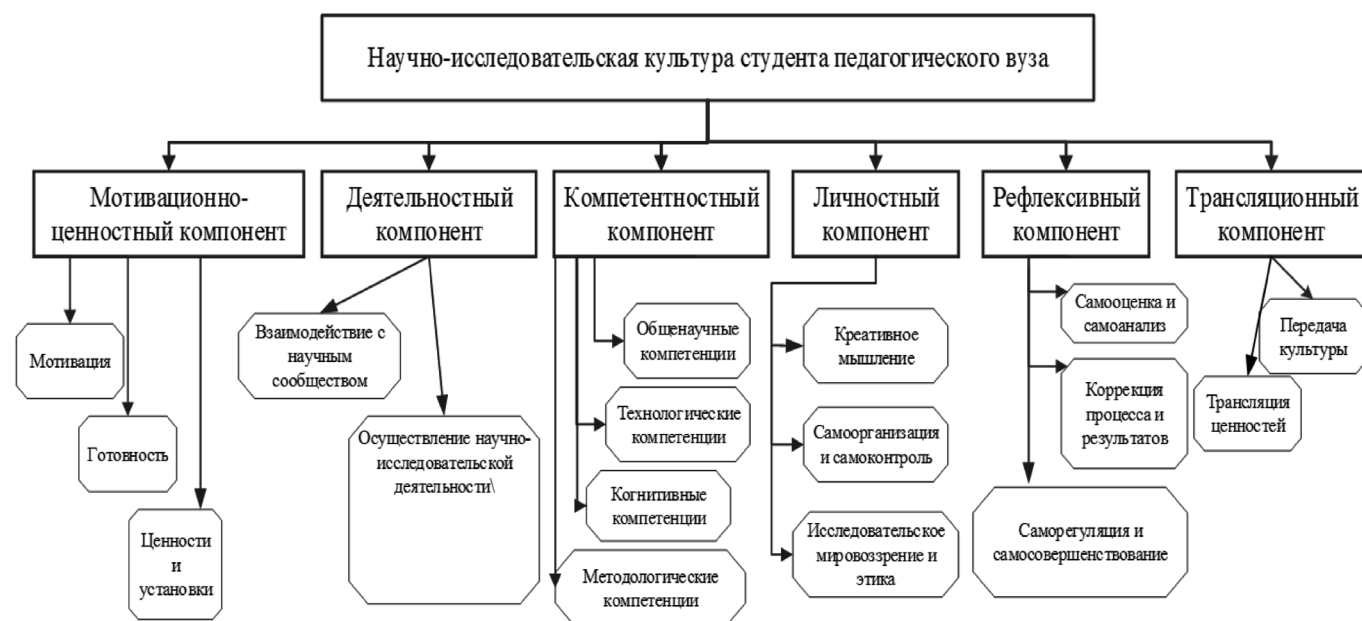 Научно-исследовательская культура студента педагогического вуза
Мотивационно-
ценностный компонент
Деятельностный
компонент
Компетентностный
компонент
Личностный
компонент
Рефлексивный
компонент
Трансляционный
компонент
Мотивация
Готовность
Ценности
и
установки
Взаимодействие с
научным
сообществом
Осуществление научно-
исследовательской
деятельности\
Общенаучные
компетенции
Технологические
компетенции
Когнитивные
компетенции
Методологические
компетенции
Креативное
мышление
Самоорганизация
и самоконтроль
Исследовательское
мировоззрение и
этика
Самооценка и
самоанализ
Коррекция
процесса и
результатов
Саморегуляция и
самосовершенствование
Передача
культуры
Трансляция
ценностей